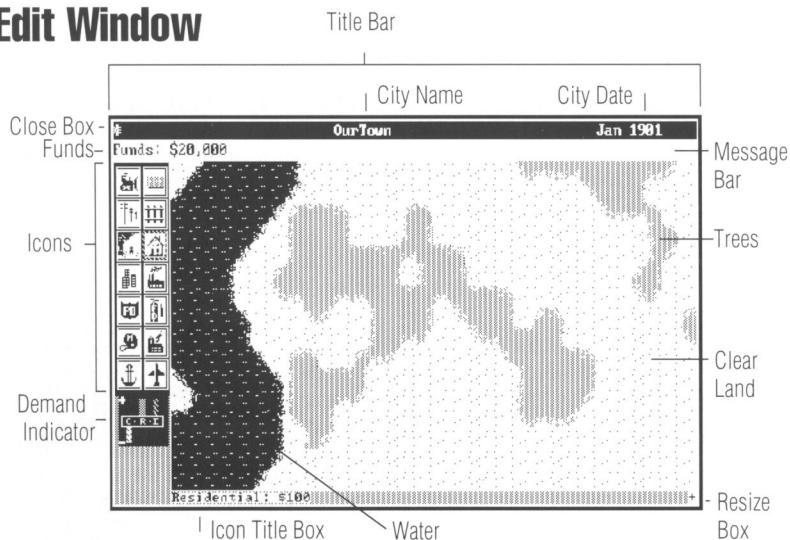 Edit Window
Title Bar
City Name
City Date
Close Box
OurTown
Jan 1901
Funds
Funds: $20,000
Message
Bar
Icons
Trees
Clear
Land
Demand
Indicator
C·R·I
Residential: $100
Resize
Box
Icon Title Box
Water